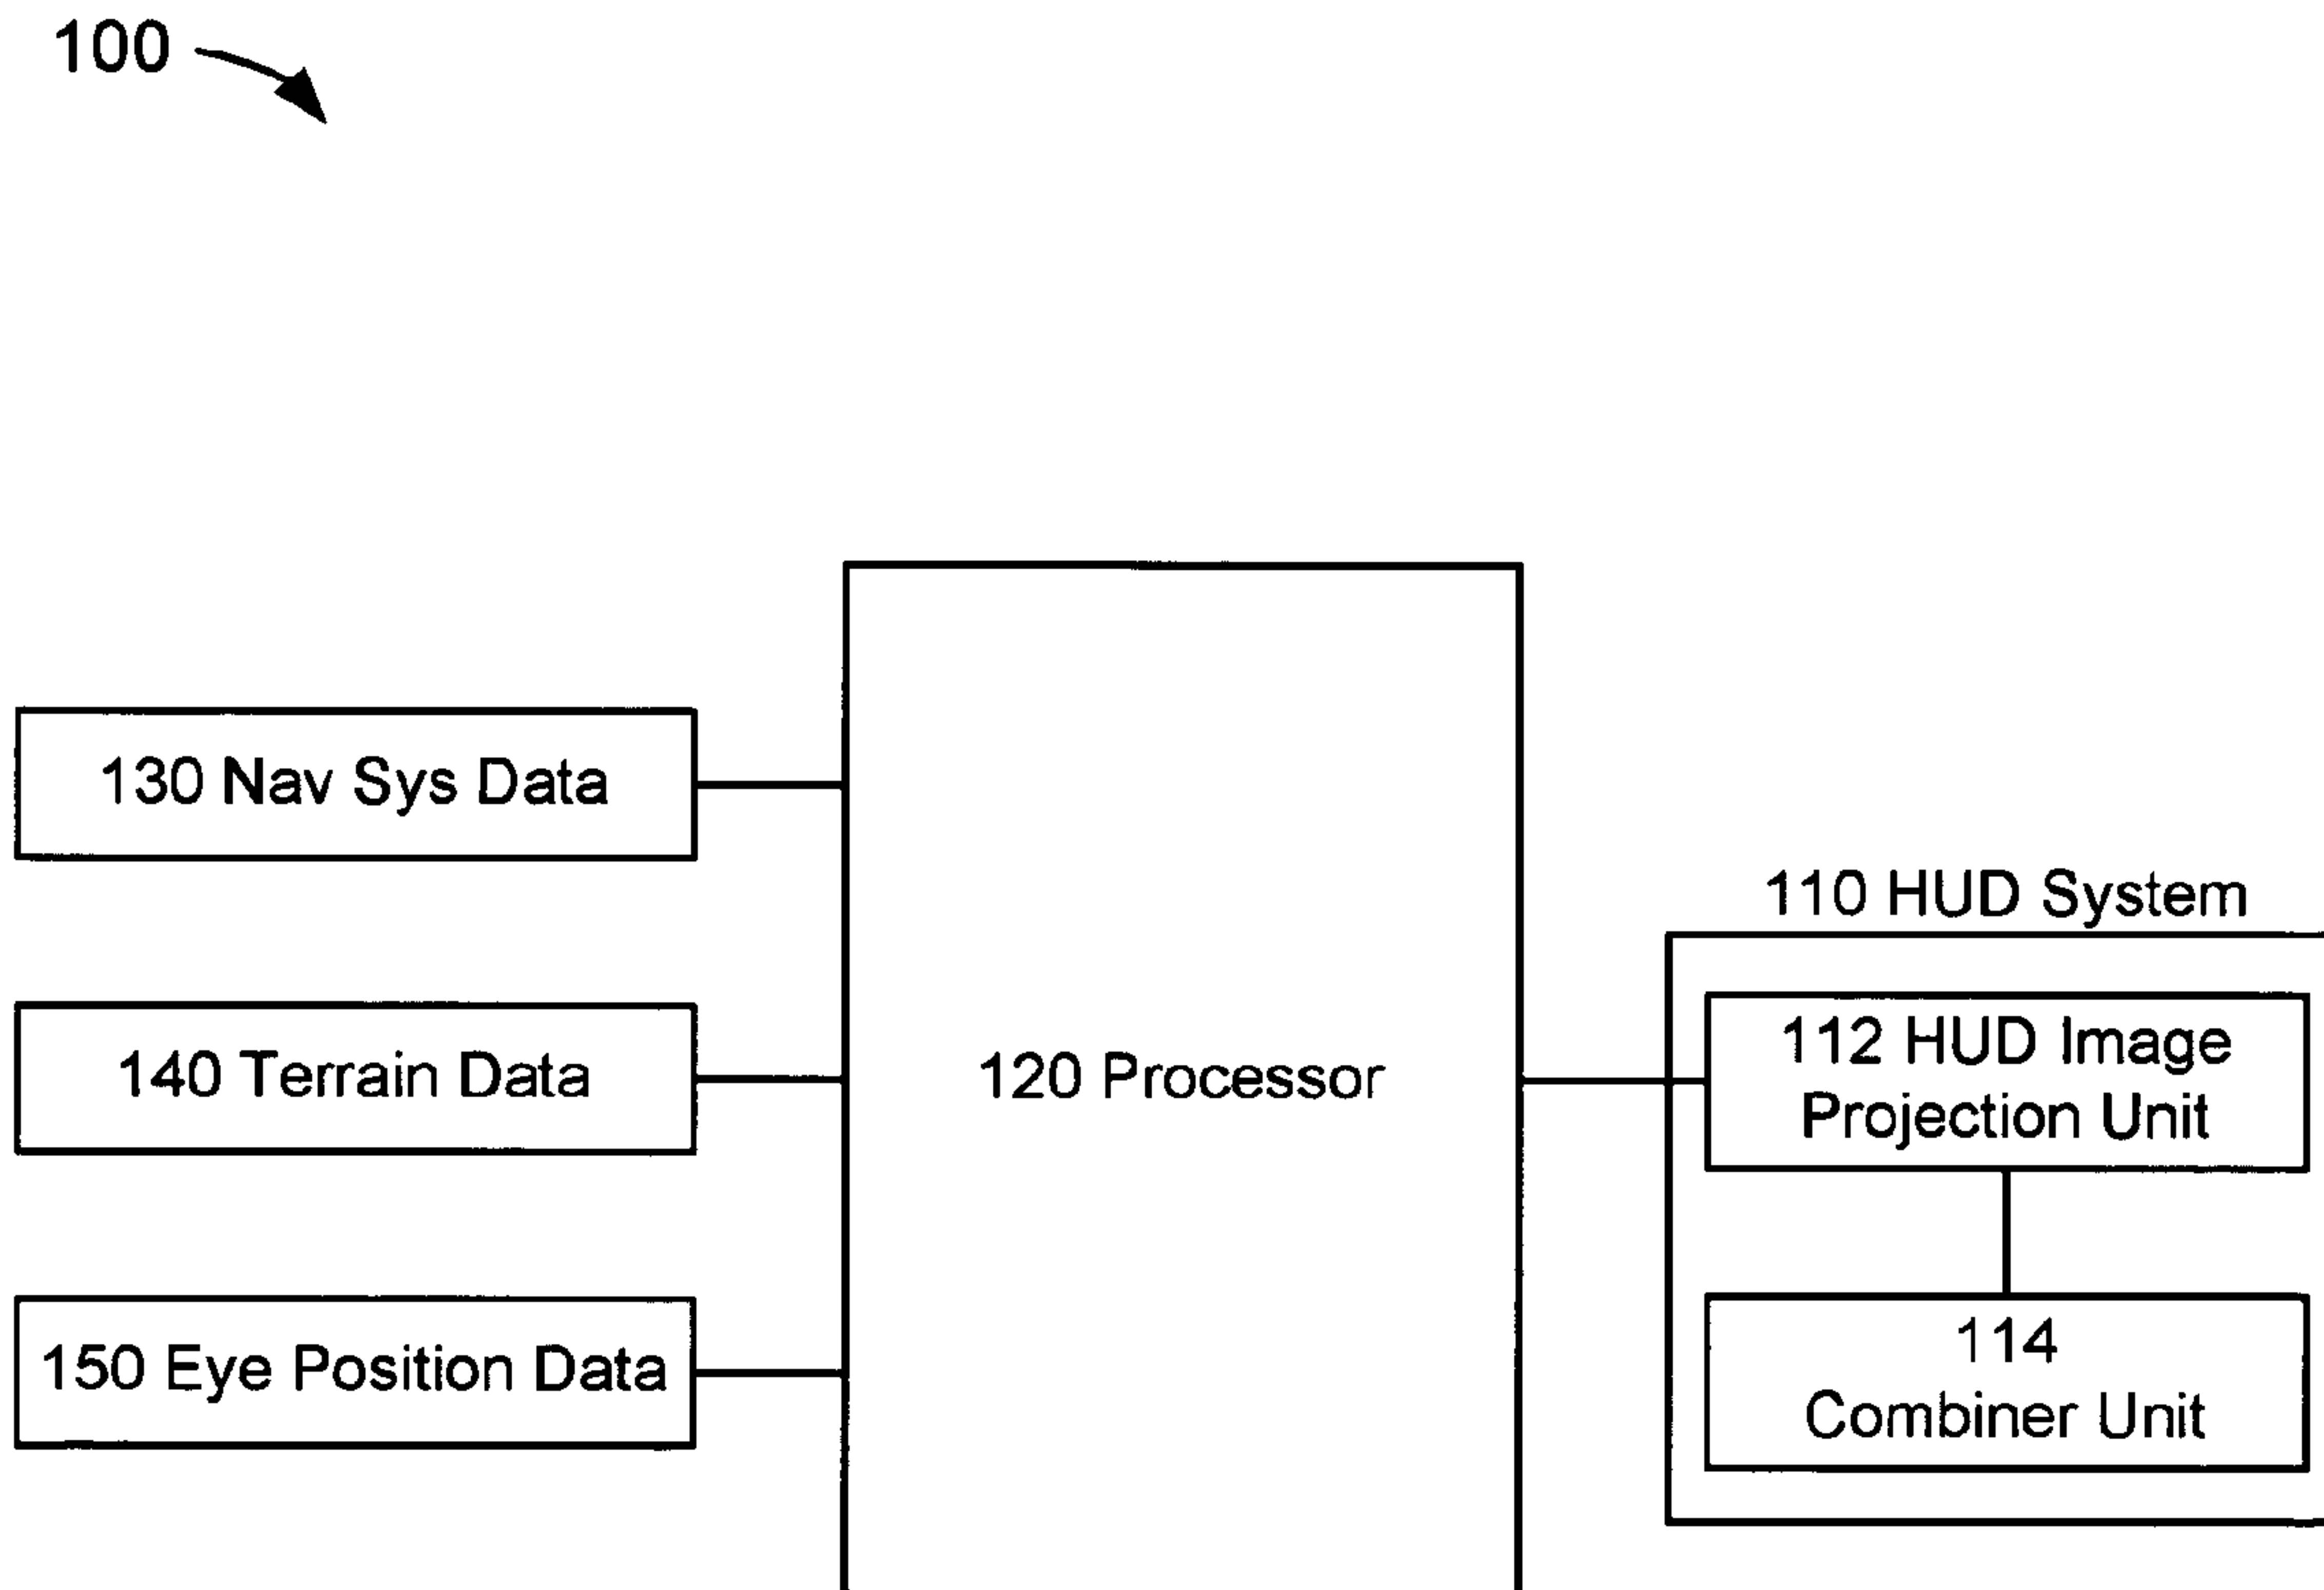 100
130 Nav Sys Data
140 Terrain Data
150 Eye Position Data
120 Processor
110 HUD System
112 HUD Image
Projection Unit
114
Combiner Unit